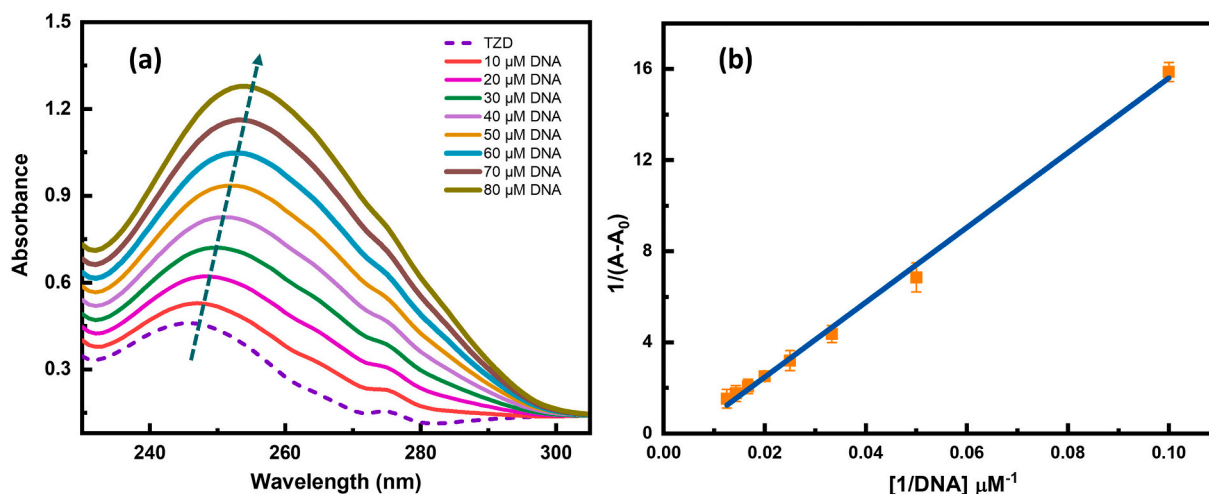 (a)
TZD
10 µM DNA
20 µM DNA
30 µM DNA
40 µM DNA
50 µM DNA
60 µM DNA
70 µM DNA
80 µM DNA
1.5
1.2
0.9
0.6
0.3
Absorbance
240
260
280
300
Wavelength (nm)
(b)
16
12
8
4
0
1/(A-A₀)
0.00
0.02
0.04
0.06
0.08
0.10
[1/DNA] µM⁻¹